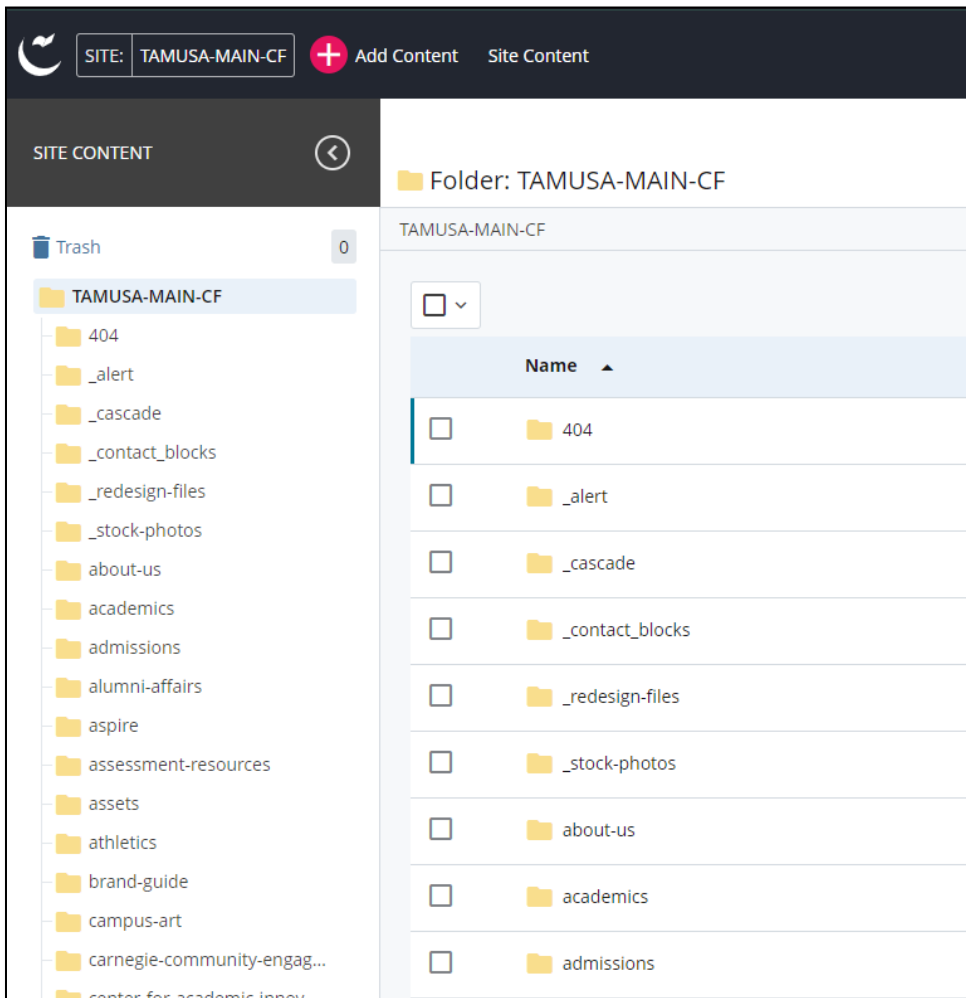 SITE: TAMUSA-MAIN-CF Add Content Site Content
SITE CONTENT
Trash 0
TAMUSA-MAIN-CF
404
_alert
_cascade
_contact_blocks
_redesign-files
_stock-photos
about-us
academics
admissions
alumni-affairs
aspire
assessment-resources
assets
athletics
brand-guide
campus-art
carnegie-community-engag...
Folder: TAMUSA-MAIN-CF
TAMUSA-MAIN-CF
Name
404
_alert
_cascade
_contact_blocks
_redesign-files
_stock-photos
about-us
academics
admissions